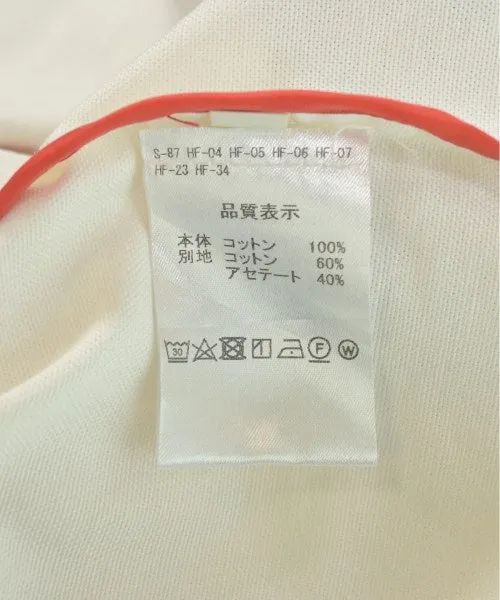 S-87 HF-04 HF-05 HF-06 HF-07
HF-23 HF-34
品質表示
本体 コットン 100%
別地 コットン 60%
アセテート 40%
30 F W